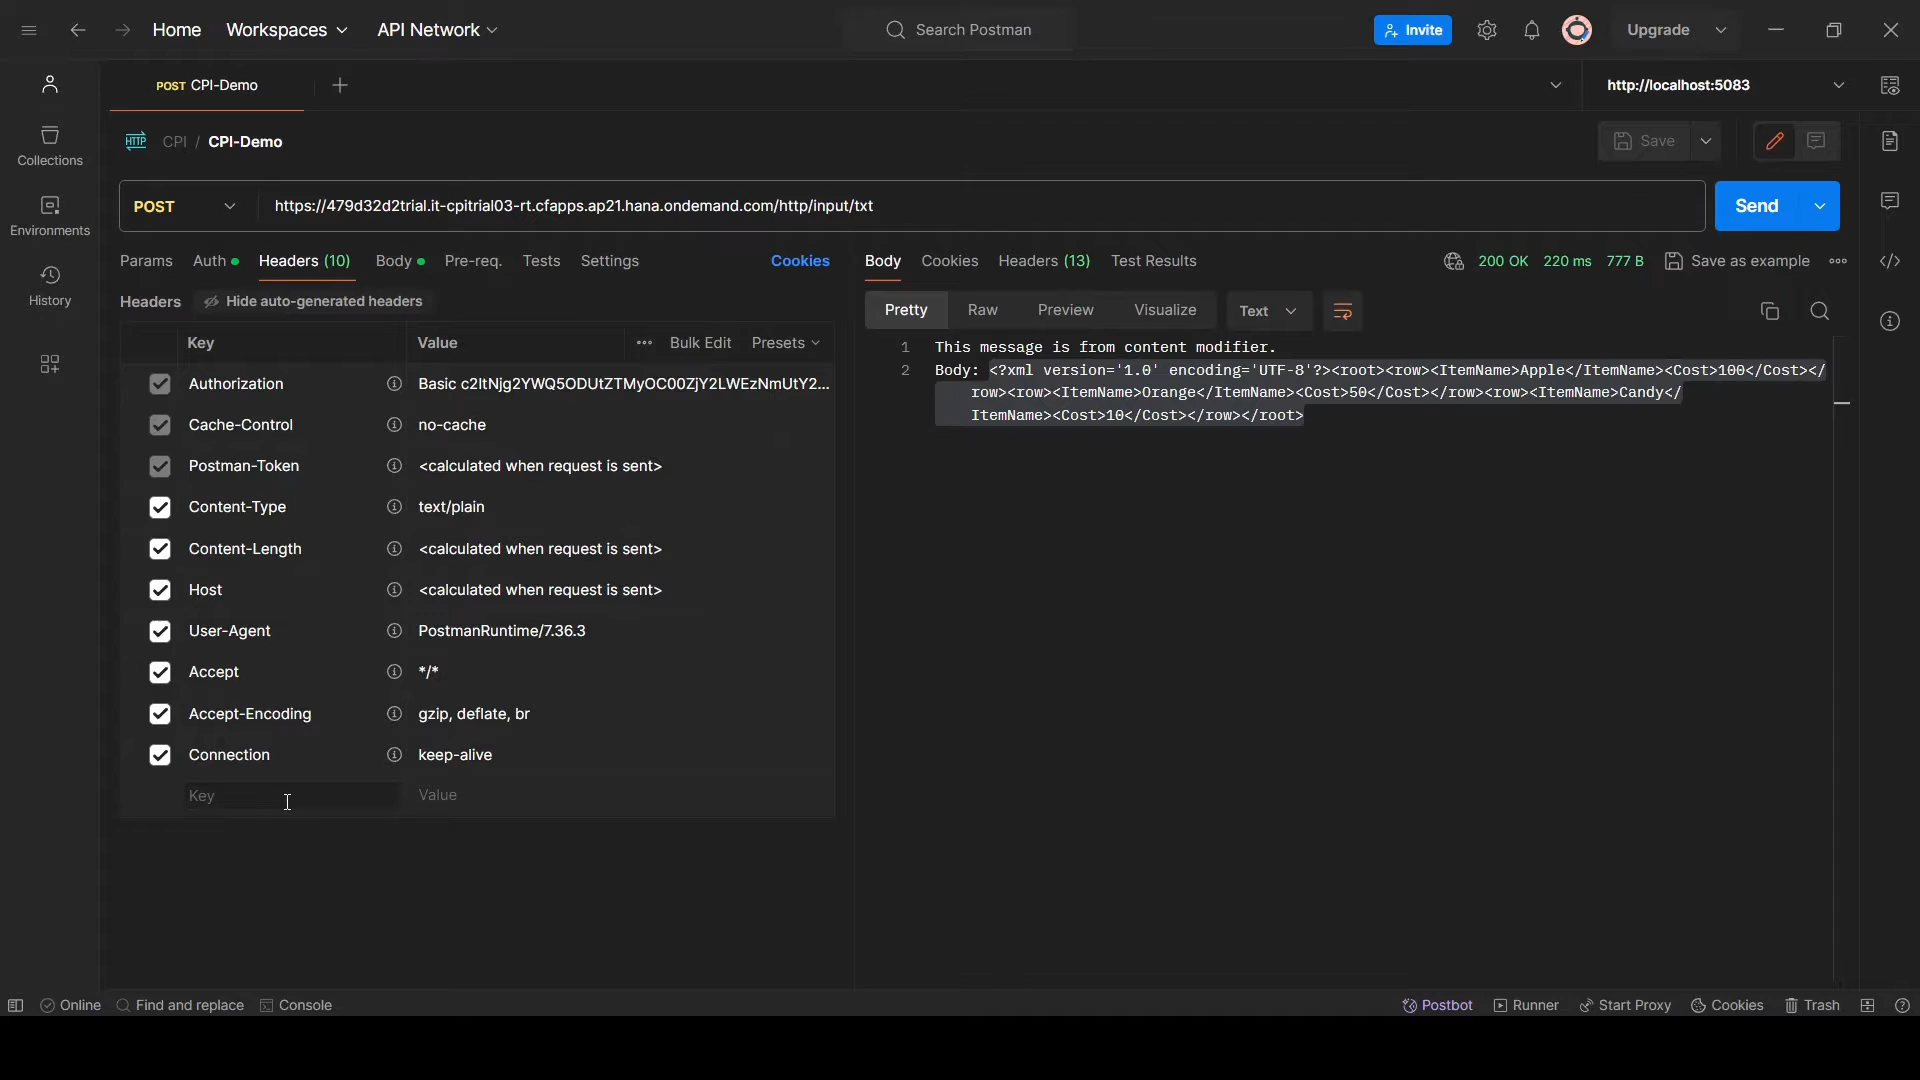 Home Workspaces API Network Search Postman Invite Upgrade
POST CPI-Demo http://localhost:5083
HTTP CPI / CPI-Demo Save
Collections
Environments
History
POST https://479d32d2trial.it-cpitrial03-rt.cfapps.ap21.hana.ondemand.com/http/input/txt Send
Params Auth Headers (10) Body Pre-req. Tests Settings Cookies
Headers Hide auto-generated headers
Key Value Bulk Edit Presets
Authorization Basic c2ItNjg2YWQ5ODUtZTMyOC00ZjY2LWEzNmUtY2...
Cache-Control no-cache
Postman-Token <calculated when request is sent>
Content-Type text/plain
Content-Length <calculated when request is sent>
Host <calculated when request is sent>
User-Agent PostmanRuntime/7.36.3
Accept */*
Accept-Encoding gzip, deflate, br
Connection keep-alive
Key Value
Body Cookies Headers (13) Test Results 200 OK 220 ms 777 B Save as example
Pretty Raw Preview Visualize Text
1 This message is from content modifier.
2 Body: <?xml version='1.0' encoding='UTF-8'?><root><row><ItemName>Apple</ItemName><Cost>100</Cost></
row><row><ItemName>Orange</ItemName><Cost>50</Cost></row><row><ItemName>Candy</
ItemName><Cost>10</Cost></row></root>
Online Find and replace Console Postbot Runner Start Proxy Cookies Trash